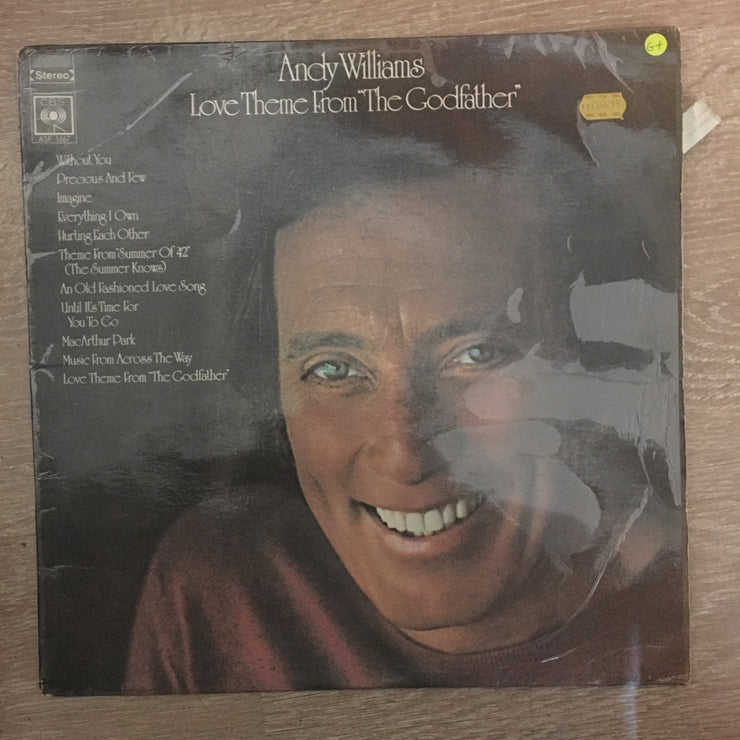 Andy Williams
Love Theme From "The Godfather"
Stereo
CBS
ASF 1667
G+
Without You
Precious And Few
Imagine
Everything I Own
Hurting Each Other
Theme From "Summer Of '42"
(The Summer Knows)
An Old Fashioned Love Song
Until It's Time For
You To Go
MacArthur Park
Music From Across The Way
Love Theme From "The Godfather"